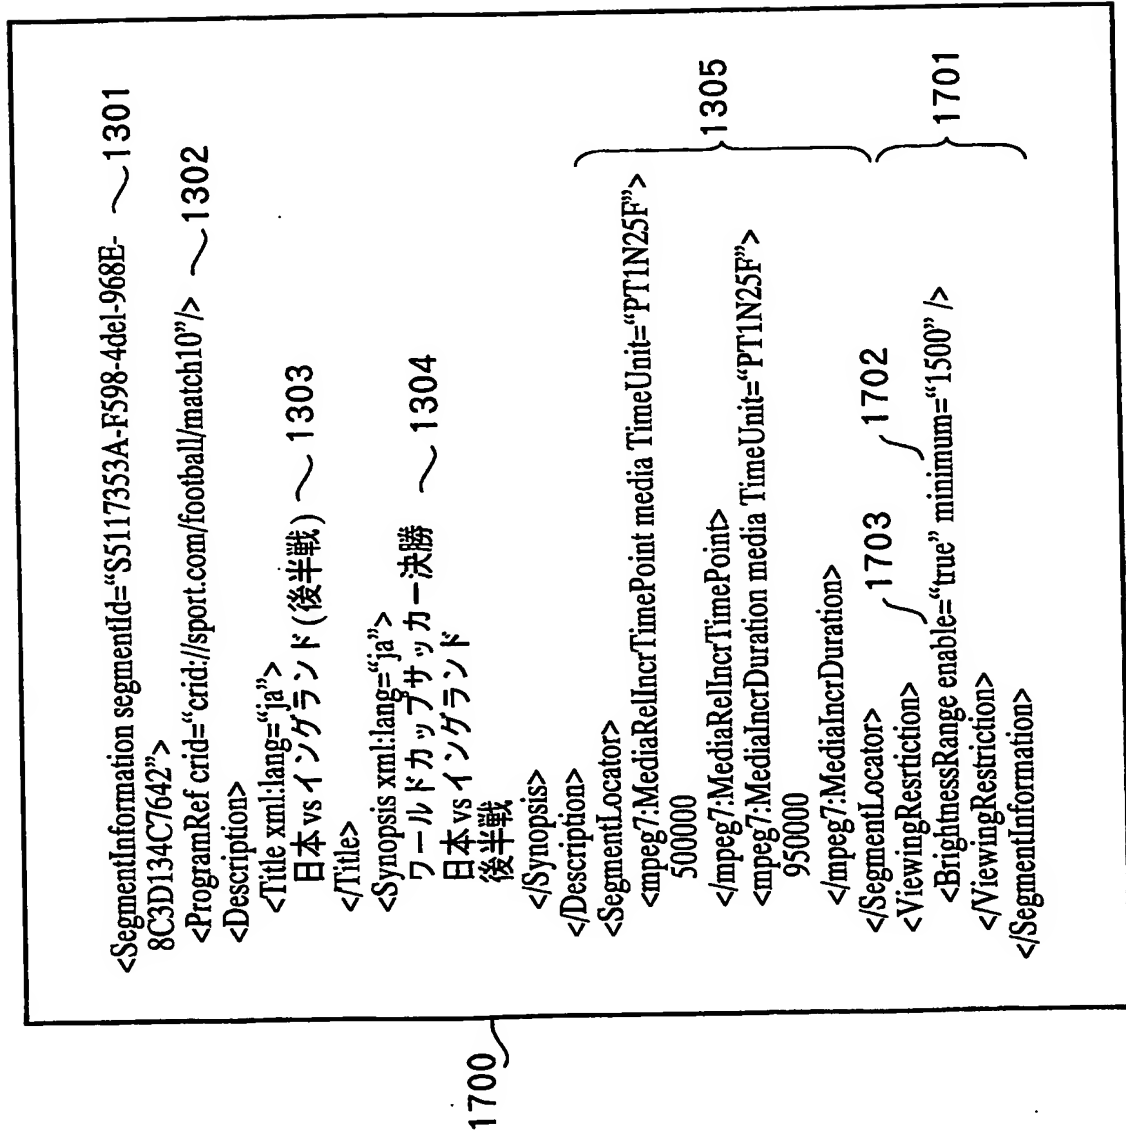 <SegmentInformation segmentId=“S5117353A-F598-4del-968E- 1301
8C3D134C7642”>
<ProgramRef crid=“crid://sport.com/football/match10”/> 1302
<Description>
<Title xml:lang=“ja”>
日本 vs イングランド (後半戦) 1303
</Title>
<Synopsis xml:lang=“ja”>
ワールドカップサッカー決勝 1304
日本 vs イングランド
後半戦
</Synopsis>
</Description>
<SegmentLocator>
<mpeg7:MediaRelIncrTimePoint media TimeUnit=“PT1N25F”>
500000
1305
</mpeg7:MediaRelIncrTimePoint>
<mpeg7:MediaIncrDuration media TimeUnit=“PT1N25F”>
950000
</mpeg7:MediaIncrDuration>
</SegmentLocator> 1703 1702
<ViewingResrtiction>
<BrightnessRange enable=“true” minimum=“1500” />
1701
</ViewingRestriction>
</SegmentInformation>
1700